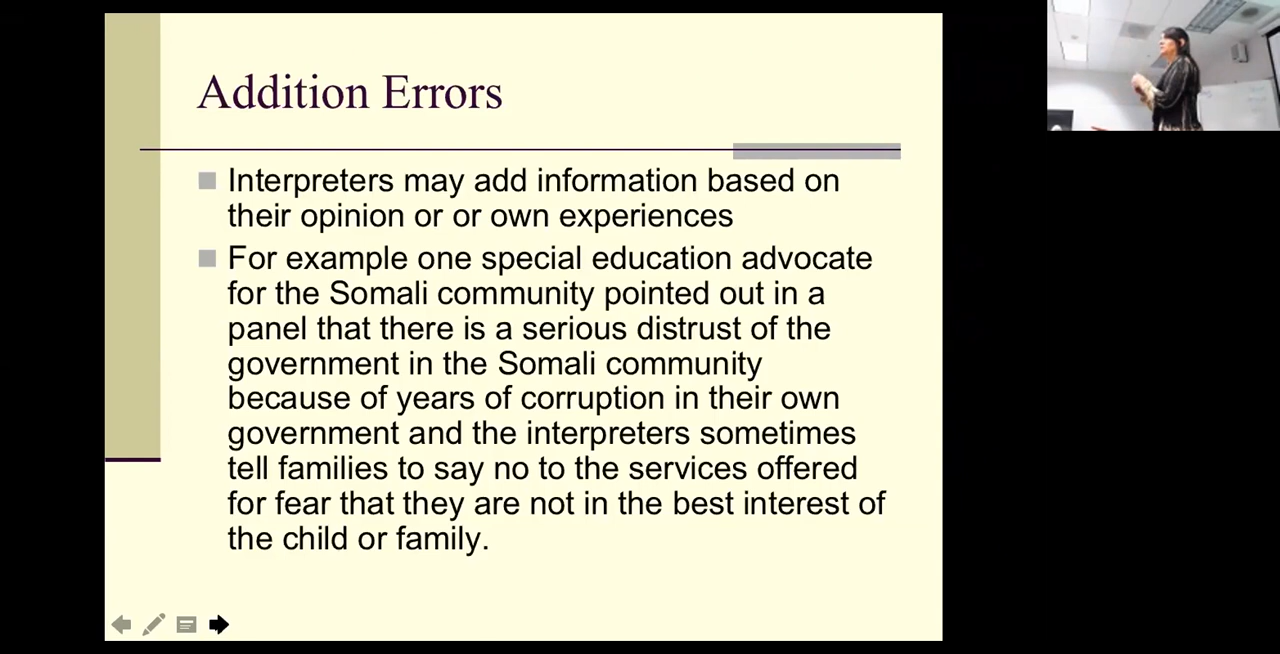 Addition Errors
Interpreters may add information based on
their opinion or or own experiences
For example one special education advocate
for the Somali community pointed out in a
panel that there is a serious distrust of the
government in the Somali community
because of years of corruption in their own
government and the interpreters sometimes
tell families to say no to the services offered
for fear that they are not in the best interest of
the child or family.